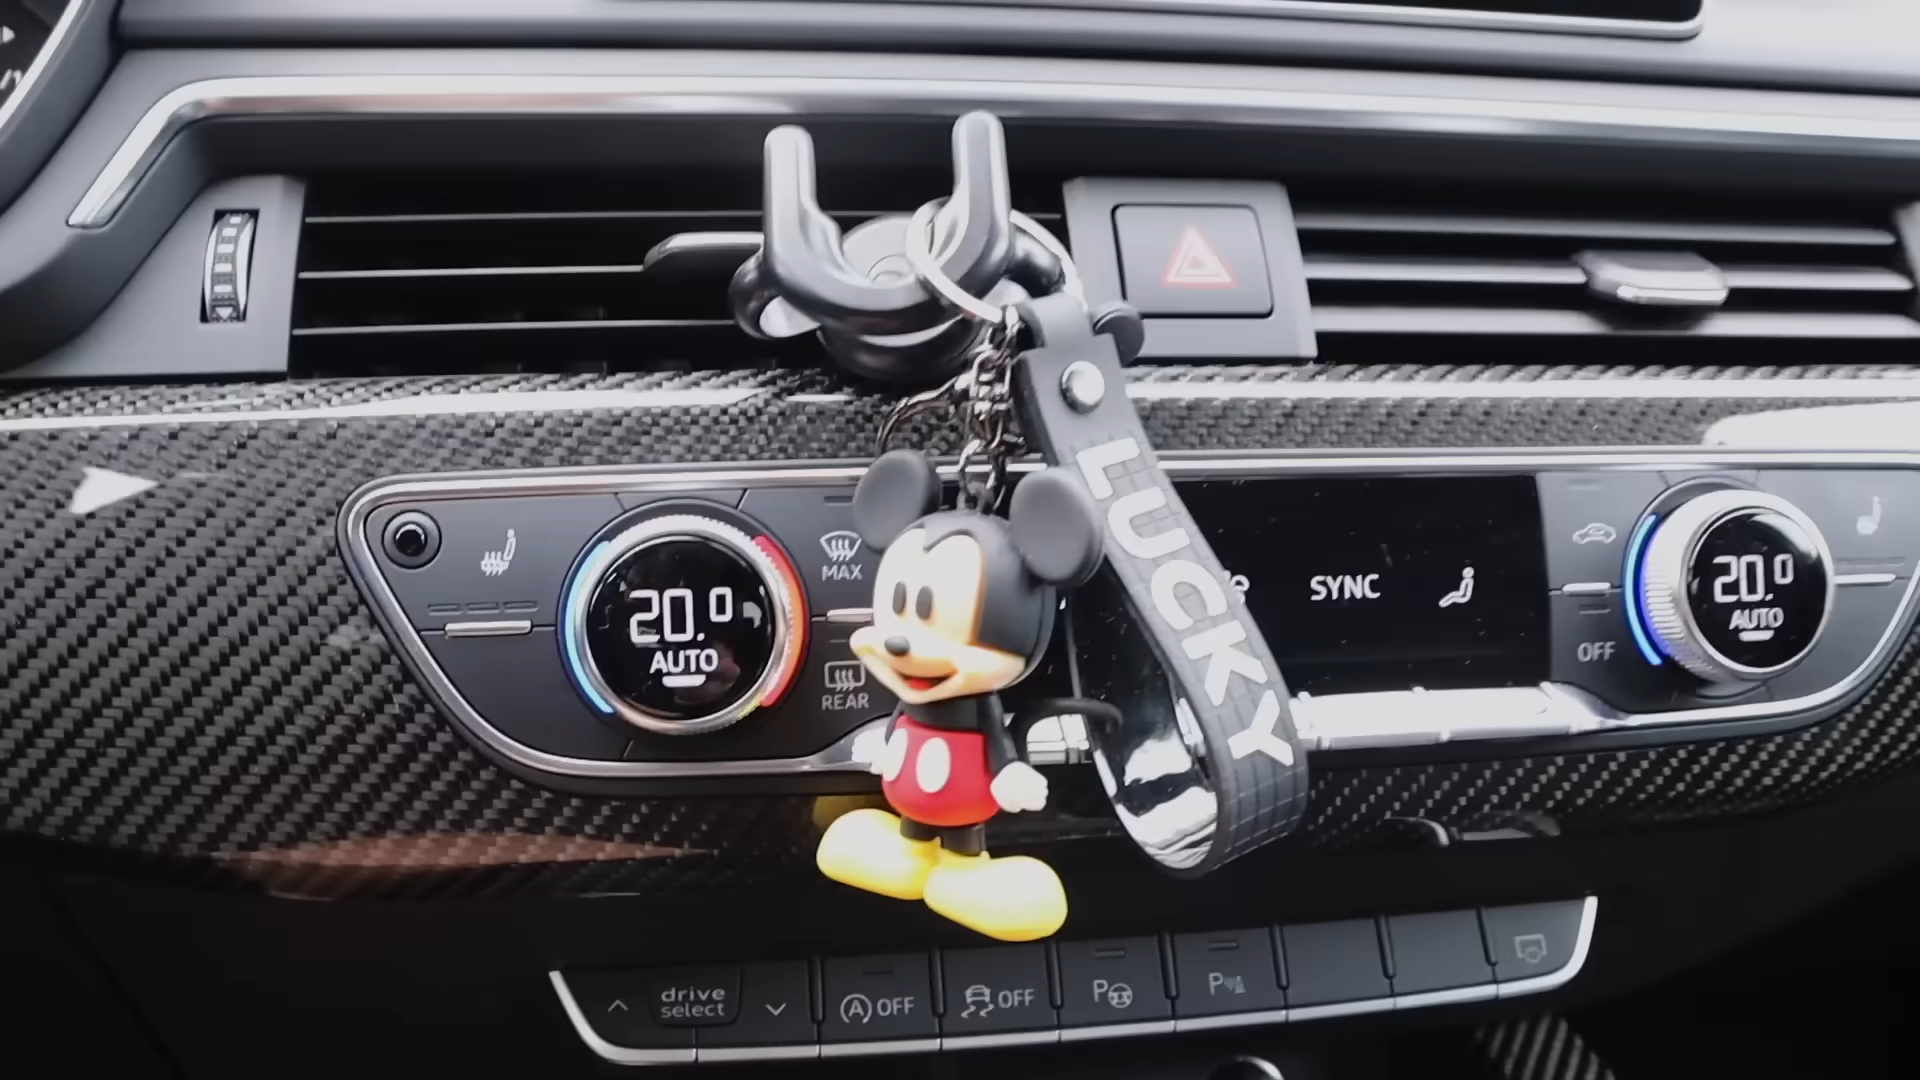 MAX
20.0
AUTO
REAR
LUCKY
SYNC
20.0
AUTO
OFF
drive
select
A OFF
OFF
P
P